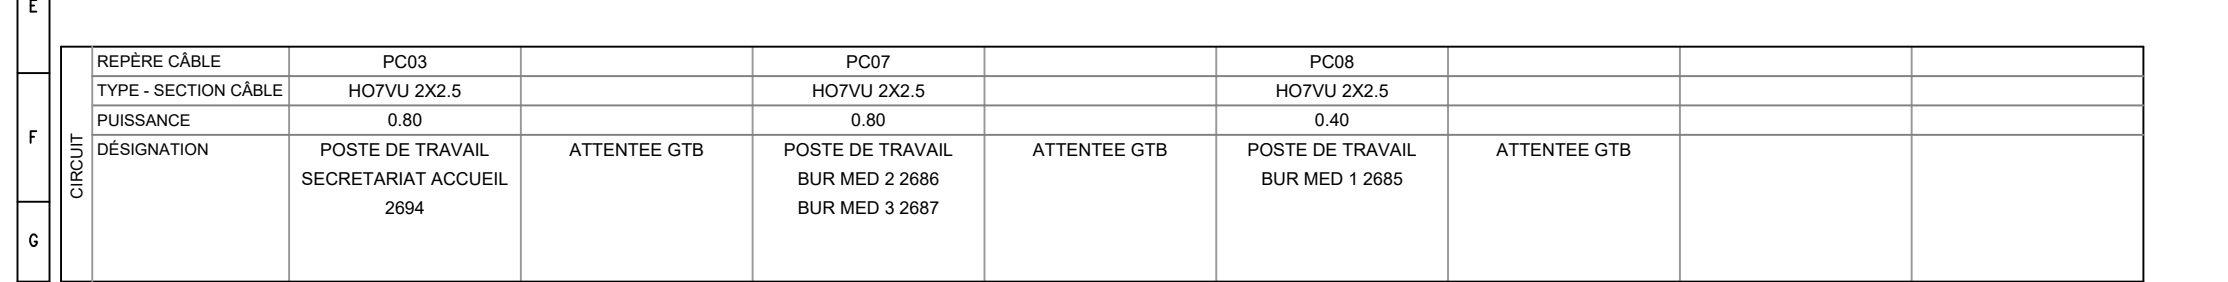 E
REPÈRE CÂBLE PC03 PC07 PC08
TYPE - SECTION CÂBLE HO7VU 2X2.5 HO7VU 2X2.5 HO7VU 2X2.5
PUISSANCE 0.80 0.80 0.40
F
CIRCUIT
DÉSIGNATION POSTE DE TRAVAIL ATTENTEE GTB POSTE DE TRAVAIL ATTENTEE GTB POSTE DE TRAVAIL ATTENTEE GTB
SECRETARIAT ACCUEIL BUR MED 2 2686 BUR MED 1 2685
2694 BUR MED 3 2687
G